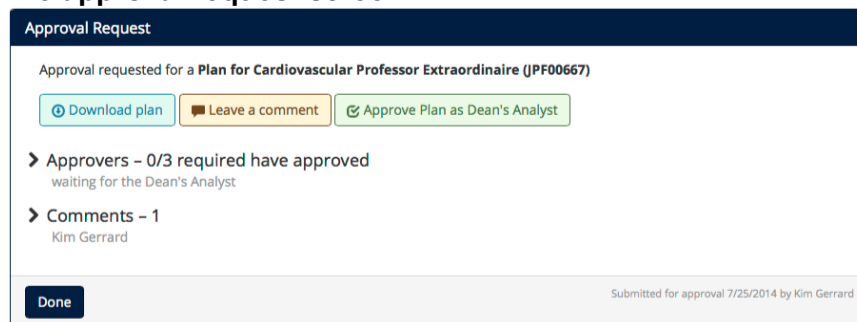 Approval Request
Approval requested for a Plan for Cardiovascular Professor Extraordinaire (JPF00667)
Download plan Leave a comment Approve Plan as Dean's Analyst
Approvers – 0/3 required have approved
waiting for the Dean's Analyst
Comments – 1
Kim Gerrard
Done Submitted for approval 7/25/2014 by Kim Gerrard